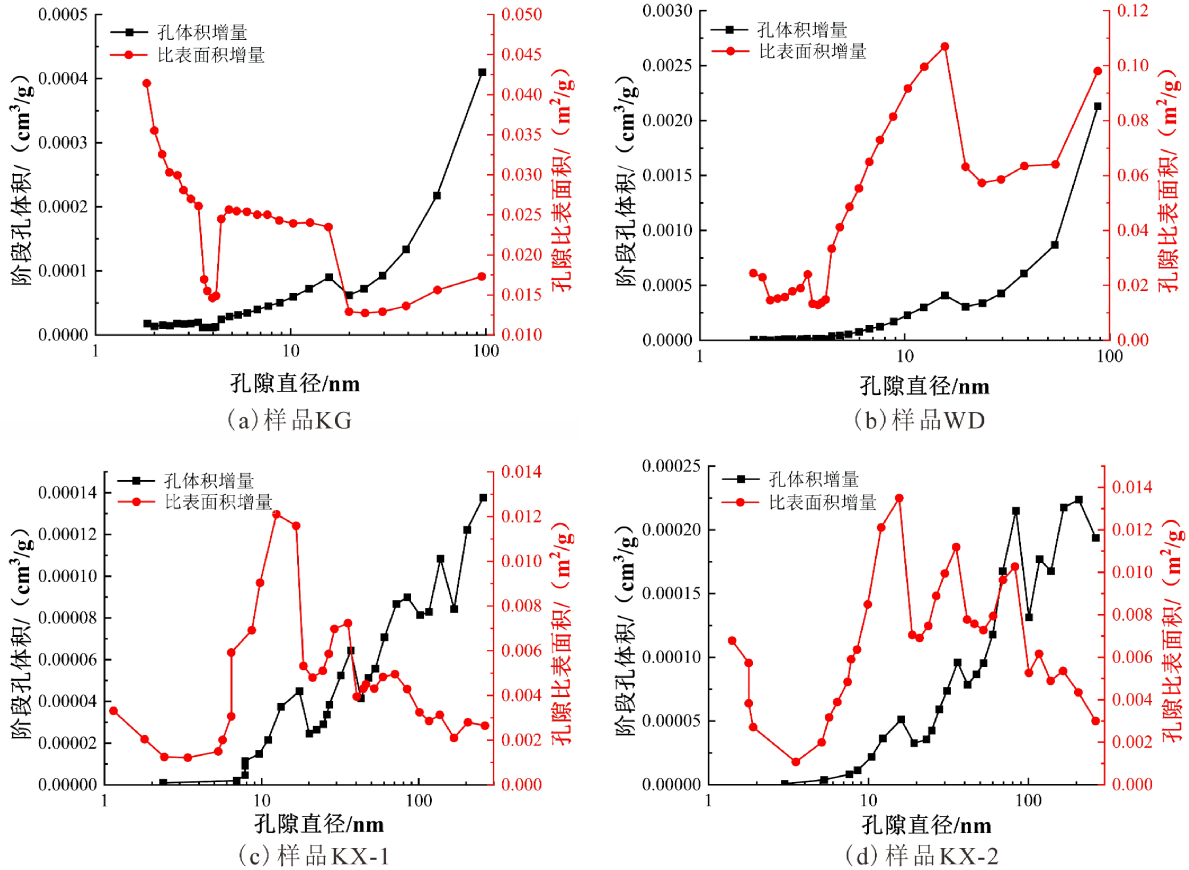 孔体积增量
比表面积增量
阶段孔体积/（cm³/g）
0.0005
0.0004
0.0003
0.0002
0.0001
0.0000
孔隙比表面积/（m²/g）
0.050
0.045
0.040
0.035
0.030
0.025
0.020
0.015
0.010
1 10 100
孔隙直径/nm
（a）样品KG
孔体积增量
比表面积增量
阶段孔体积/（cm³/g）
0.0030
0.0025
0.0020
0.0015
0.0010
0.0005
0.0000
孔隙比表面积/（m²/g）
0.12
0.10
0.08
0.06
0.04
0.02
0.00
1 10 100
孔隙直径/nm
（b）样品WD
孔体积增量
比表面积增量
阶段孔体积/（cm³/g）
0.00014
0.00012
0.00010
0.00008
0.00006
0.00004
0.00002
0.00000
孔隙比表面积/（m²/g）
0.014
0.012
0.010
0.008
0.006
0.004
0.002
0.000
1 10 100
孔隙直径/nm
（c）样品KX-1
孔体积增量
比表面积增量
阶段孔体积/（cm³/g）
0.00025
0.00020
0.00015
0.00010
0.00005
0.00000
孔隙比表面积/（m²/g）
0.014
0.012
0.010
0.008
0.006
0.004
0.002
0.000
1 10 100
孔隙直径/nm
（d）样品KX-2